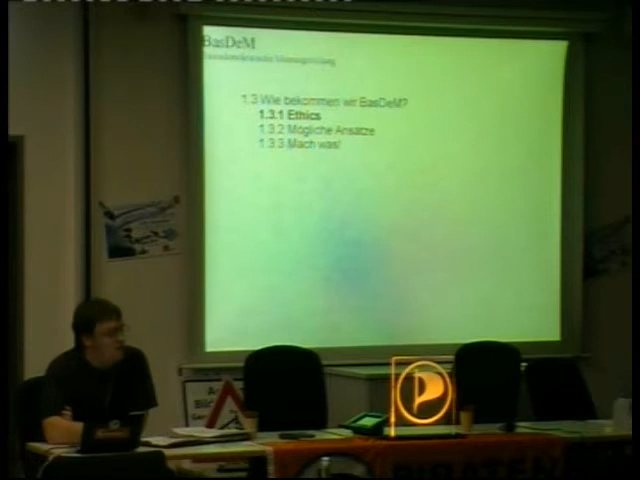 BasDeM
1.3 Wie bekommen wir BasDeM?
1.3.1 Ethics
1.3.2 Mögliche Ansätze
1.3.3 Mach was!
PIRATEN